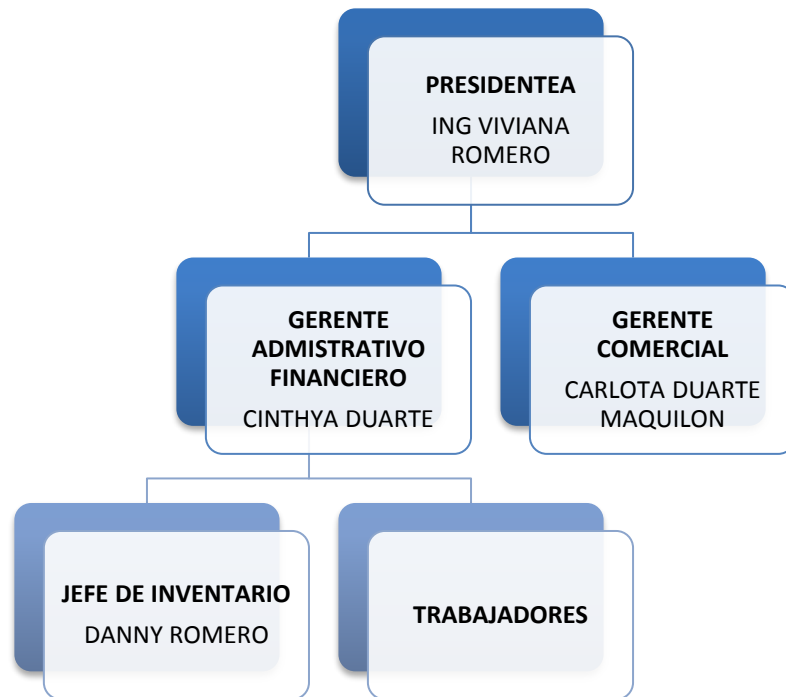 PRESIDENTEA
ING VIVIANA
ROMERO
GERENTE
ADMISTRATIVO
FINANCIERO
CINTHYA DUARTE
GERENTE
COMERCIAL
CARLOTA DUARTE
MAQUILON
JEFE DE INVENTARIO
DANNY ROMERO
TRABAJADORES